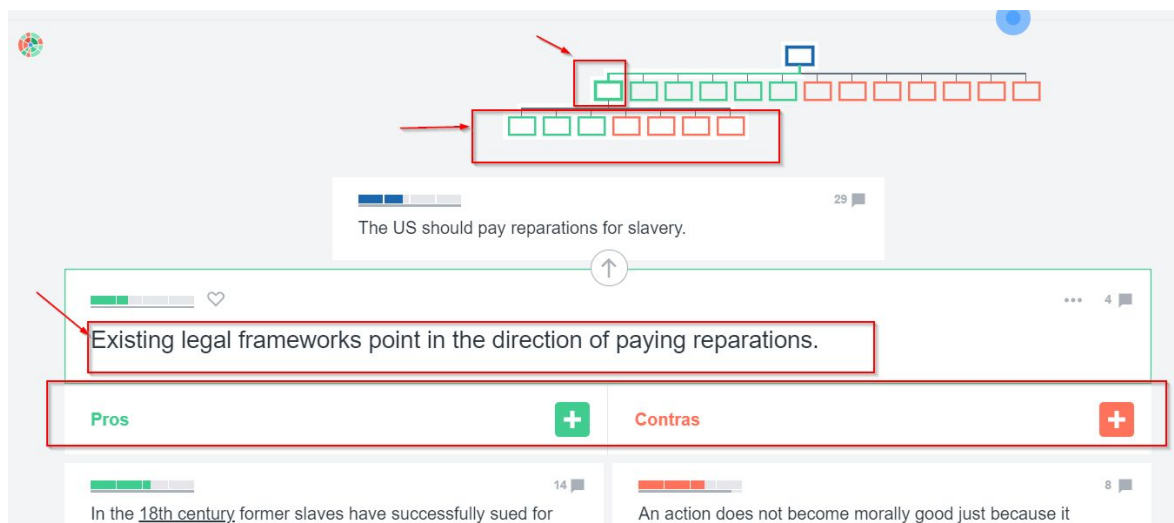 29
The US should pay reparations for slavery.
4
Existing legal frameworks point in the direction of paying reparations.
Pros
Contras
14
8
In the 18th century former slaves have successfully sued for
An action does not become morally good just because it